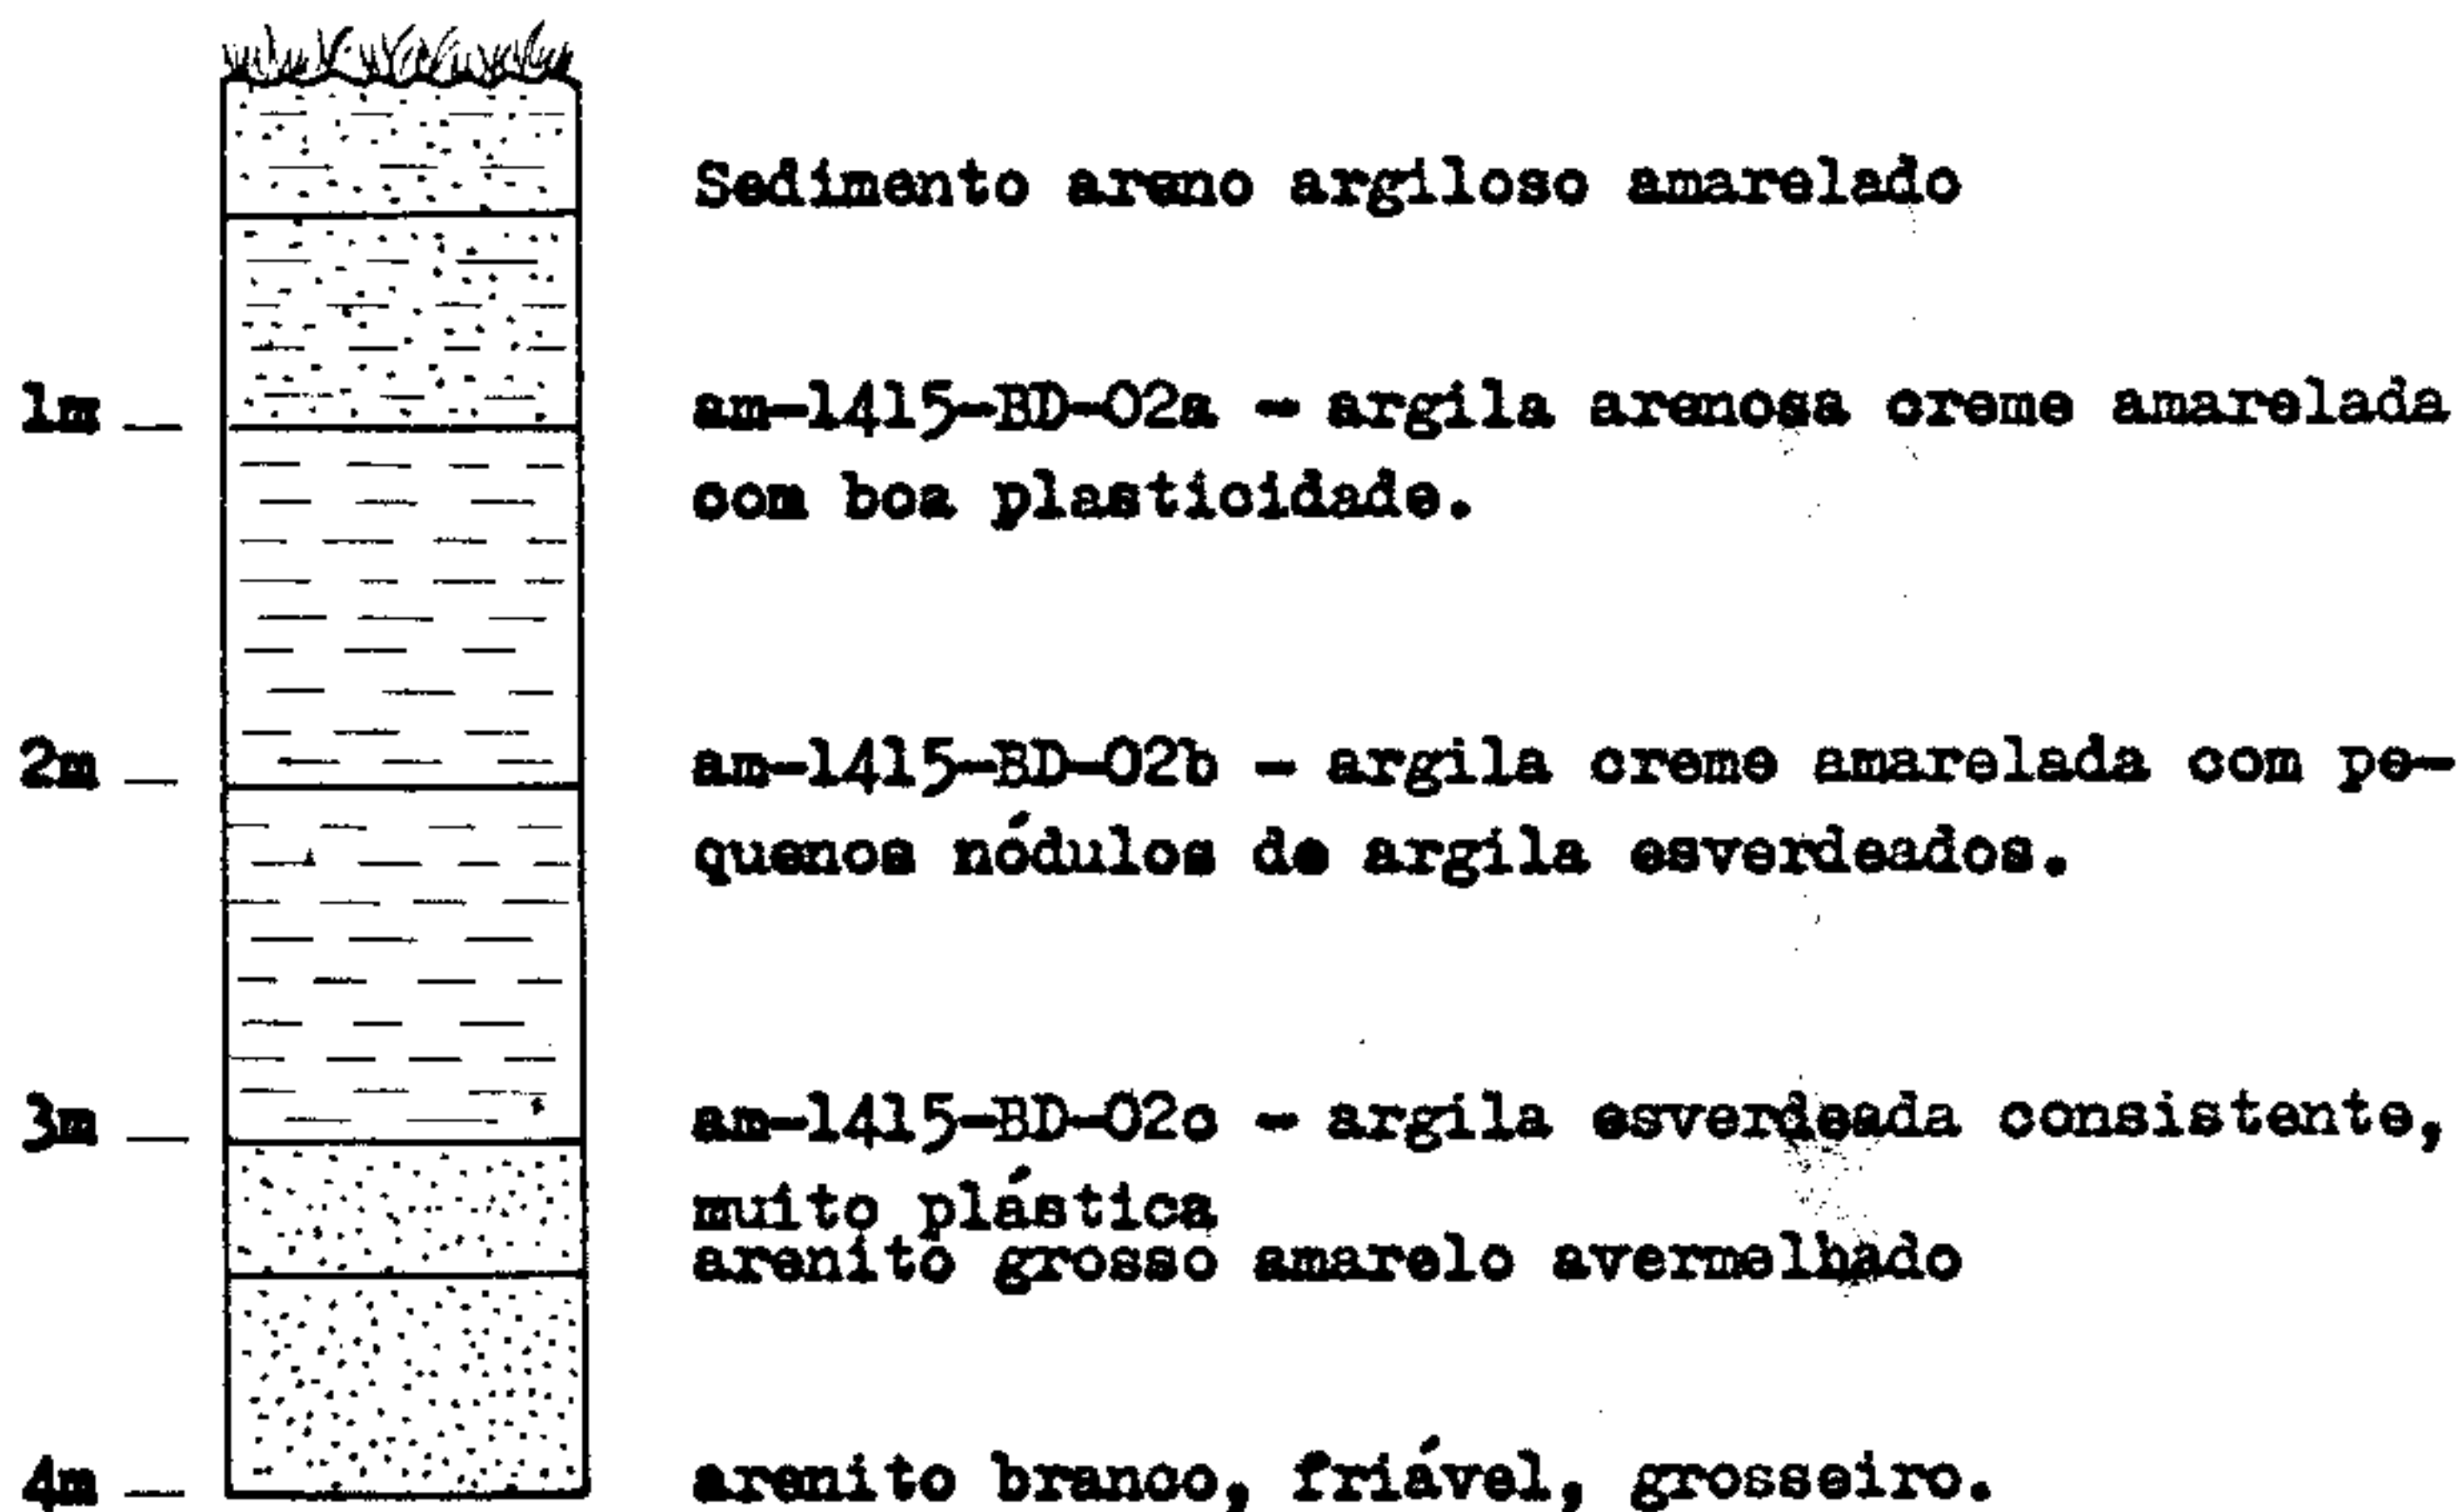 Sedimento areno argiloso amarelado
1m
am-1415-BD-02a - argila arenosa creme amarelada
com boa plasticidade.
2m
am-1415-BD-02b - argila creme amarelada com pe-
quenos nódulos de argila esverdeados.
3m
am-1415-BD-02c - argila esverdeada consistente,
muito plástica
arenito grosso amarelo avermelhado
4m
arenito branco, friável, grosseiro.